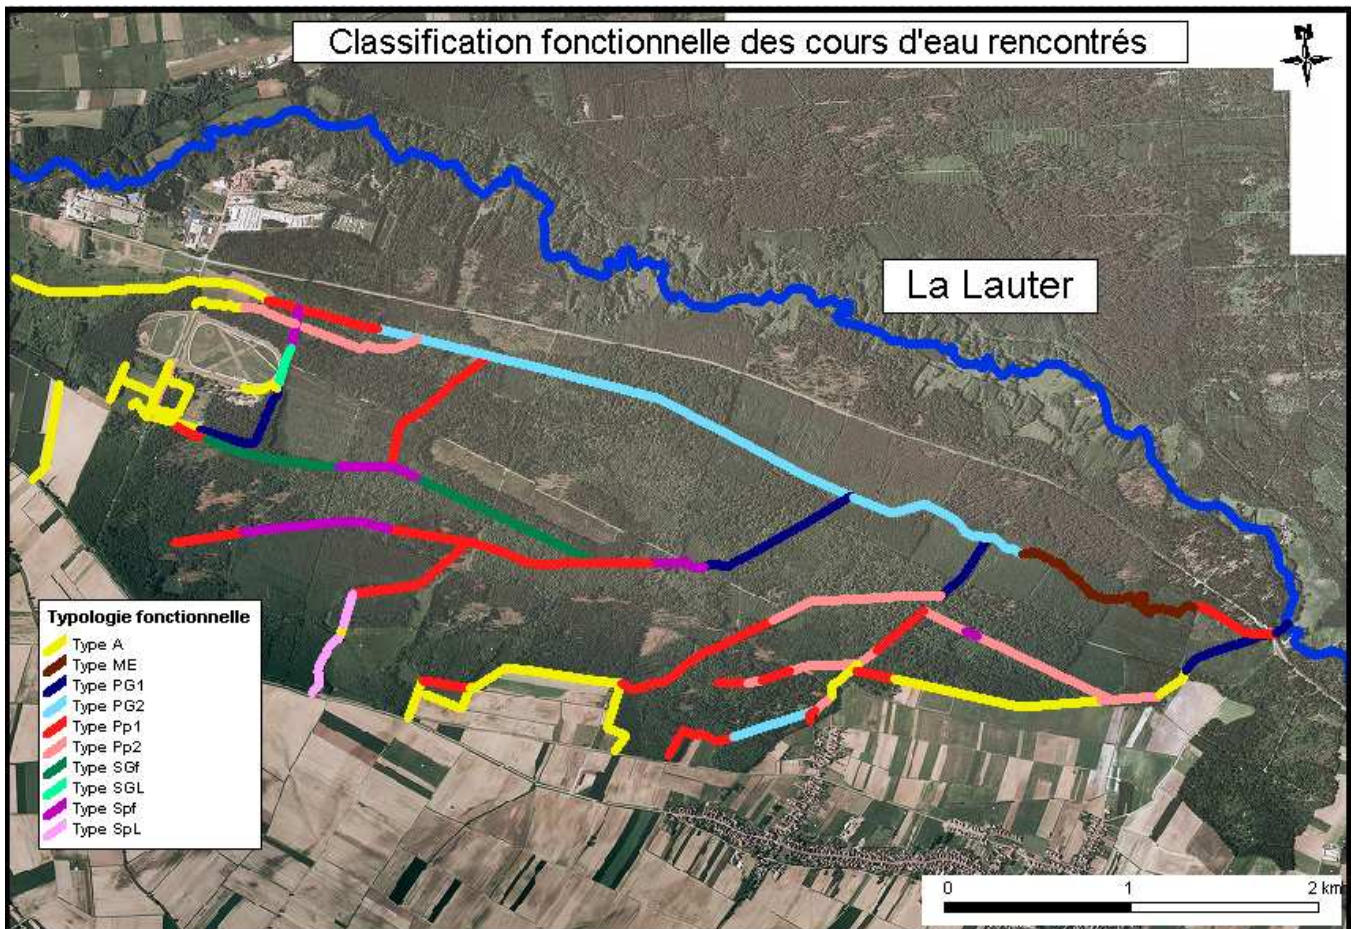 Classification fonctionnelle des cours d'eau rencontrés
N
La Lauter
Typologie fonctionnelle
Type A
Type ME
Type PG1
Type PG2
Type Pp1
Type Pp2
Type SGf
Type SGL
Type Spf
Type SpL
0 1 2 km